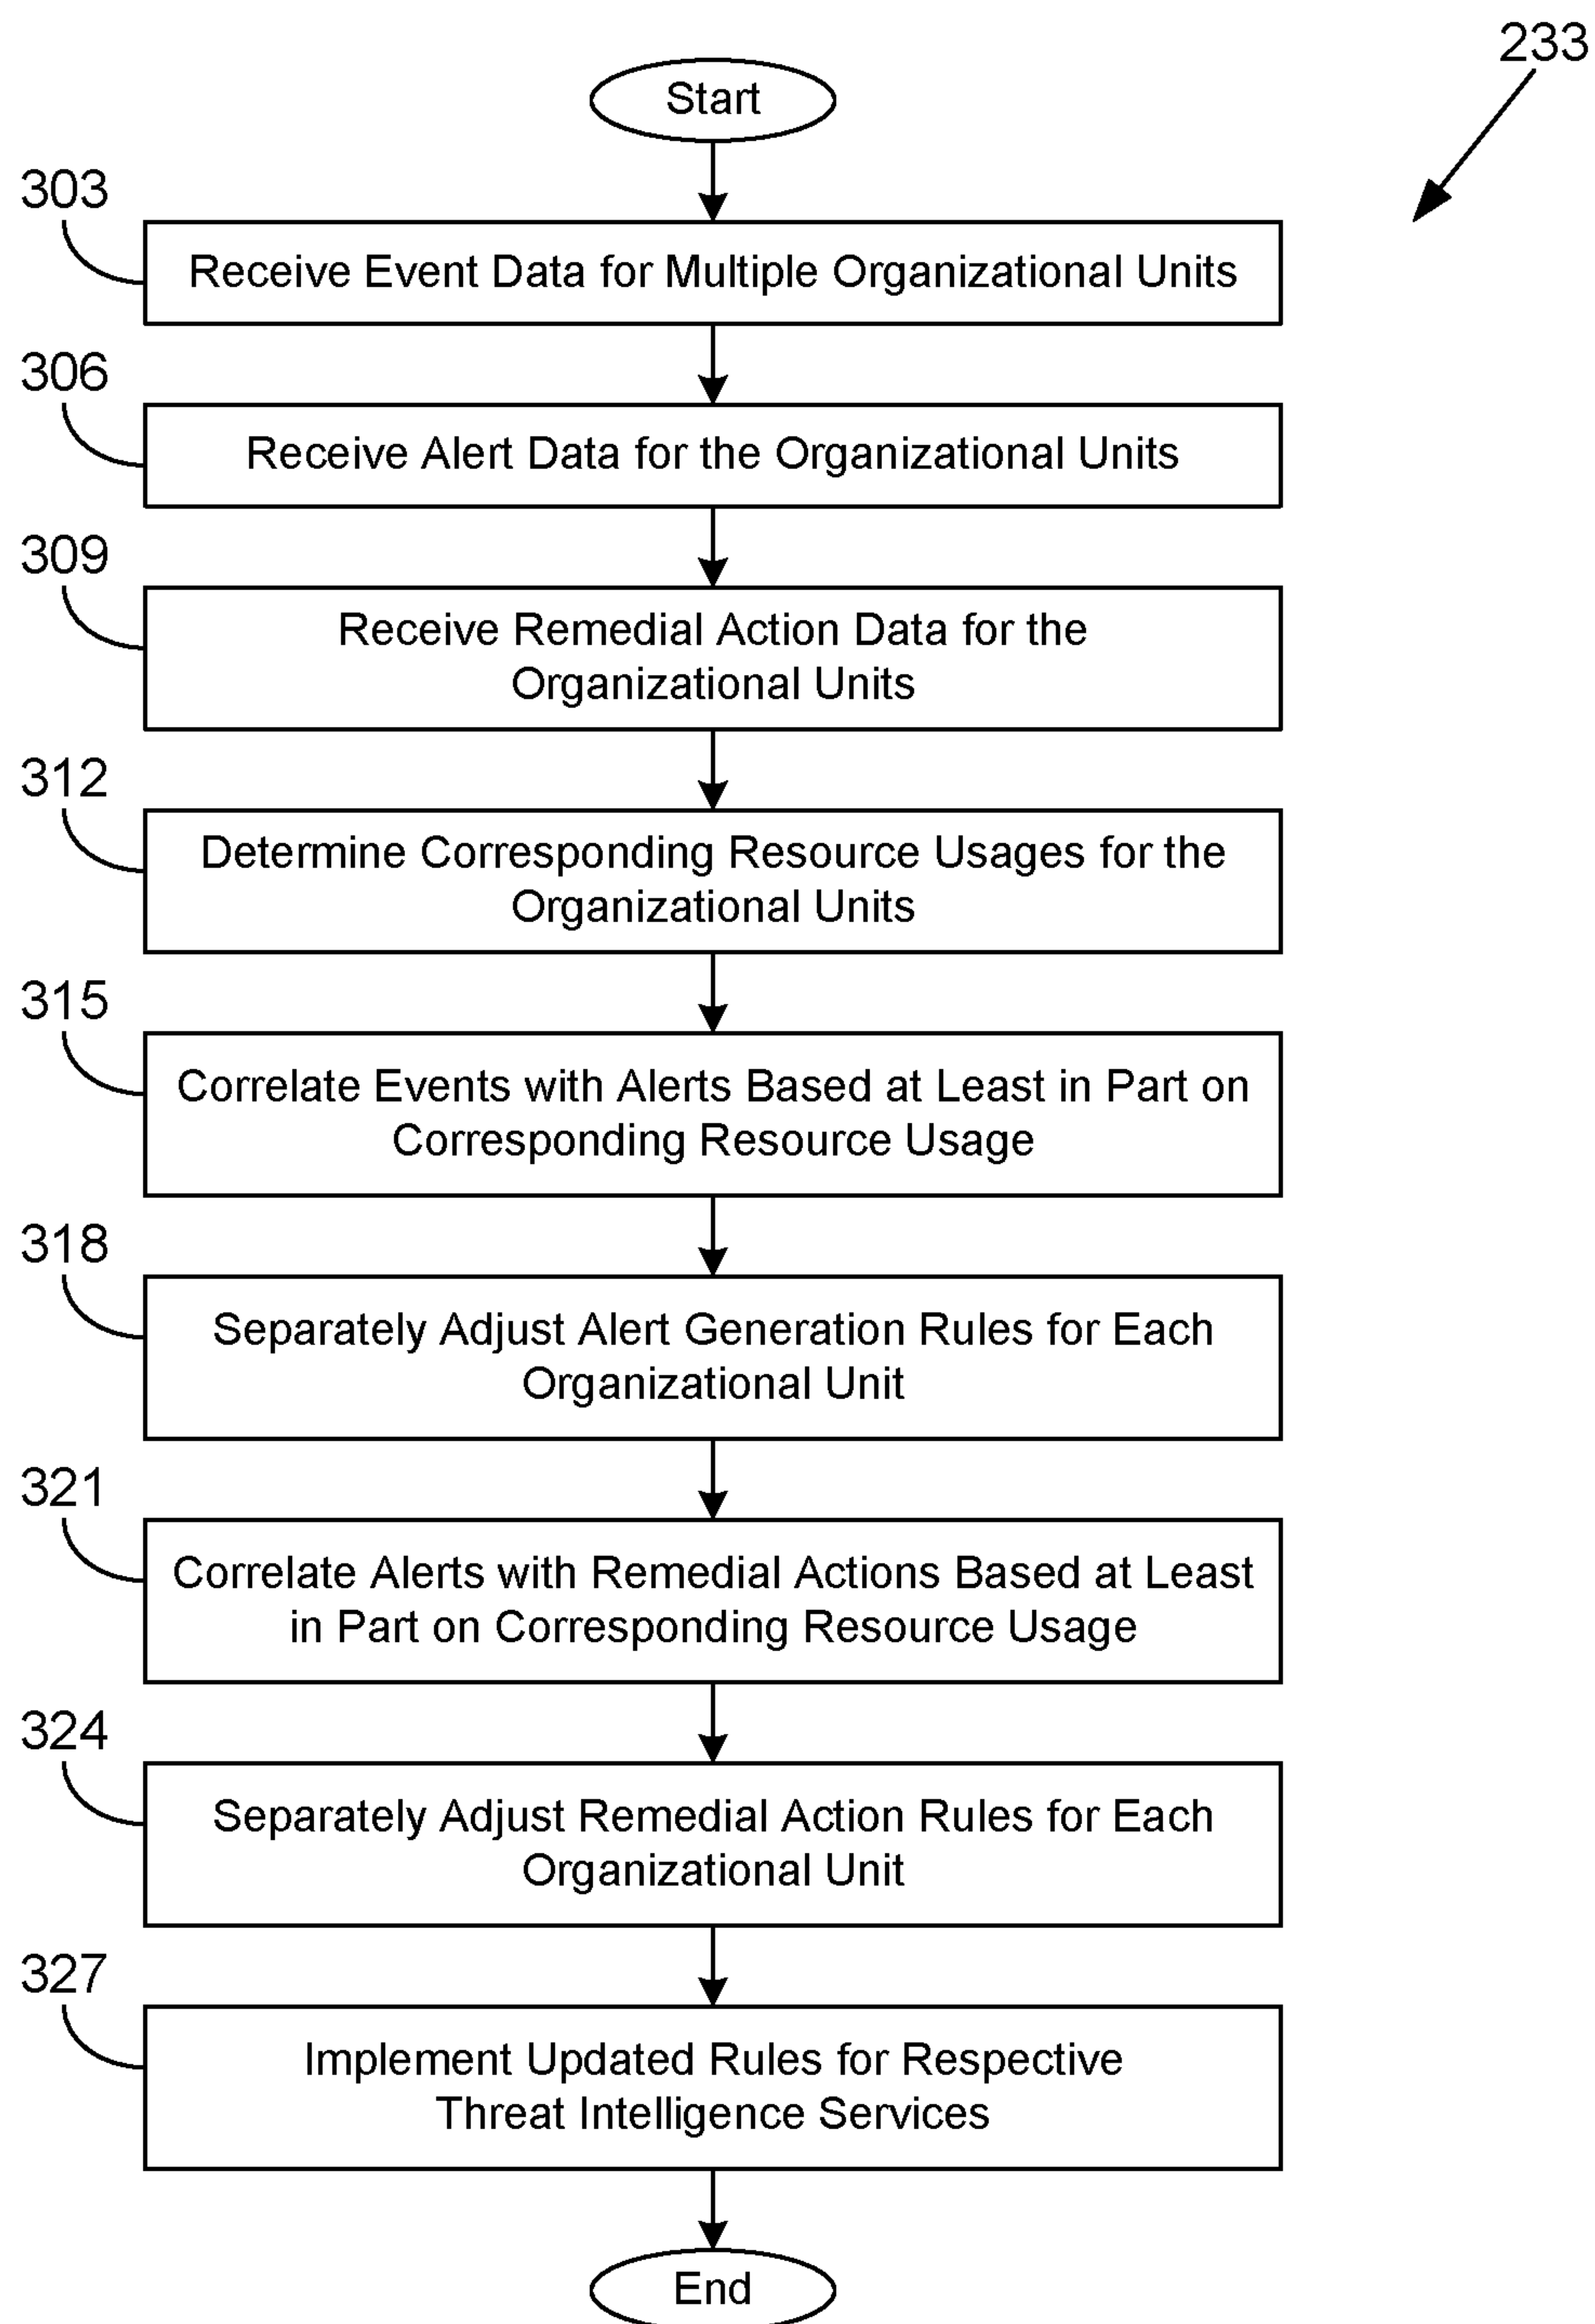 233
Start
303
Receive Event Data for Multiple Organizational Units
306
Receive Alert Data for the Organizational Units
309
Receive Remedial Action Data for the
Organizational Units
312
Determine Corresponding Resource Usages for the
Organizational Units
315
Correlate Events with Alerts Based at Least in Part on
Corresponding Resource Usage
318
Separately Adjust Alert Generation Rules for Each
Organizational Unit
321
Correlate Alerts with Remedial Actions Based at Least
in Part on Corresponding Resource Usage
324
Separately Adjust Remedial Action Rules for Each
Organizational Unit
327
Implement Updated Rules for Respective
Threat Intelligence Services
End